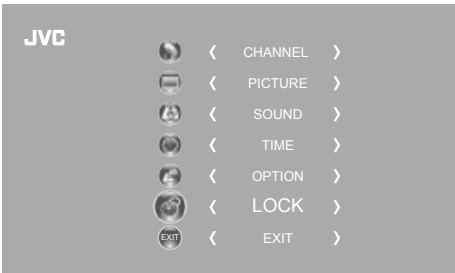 JVC
CHANNEL
PICTURE
SOUND
TIME
OPTION
LOCK
EXIT EXIT